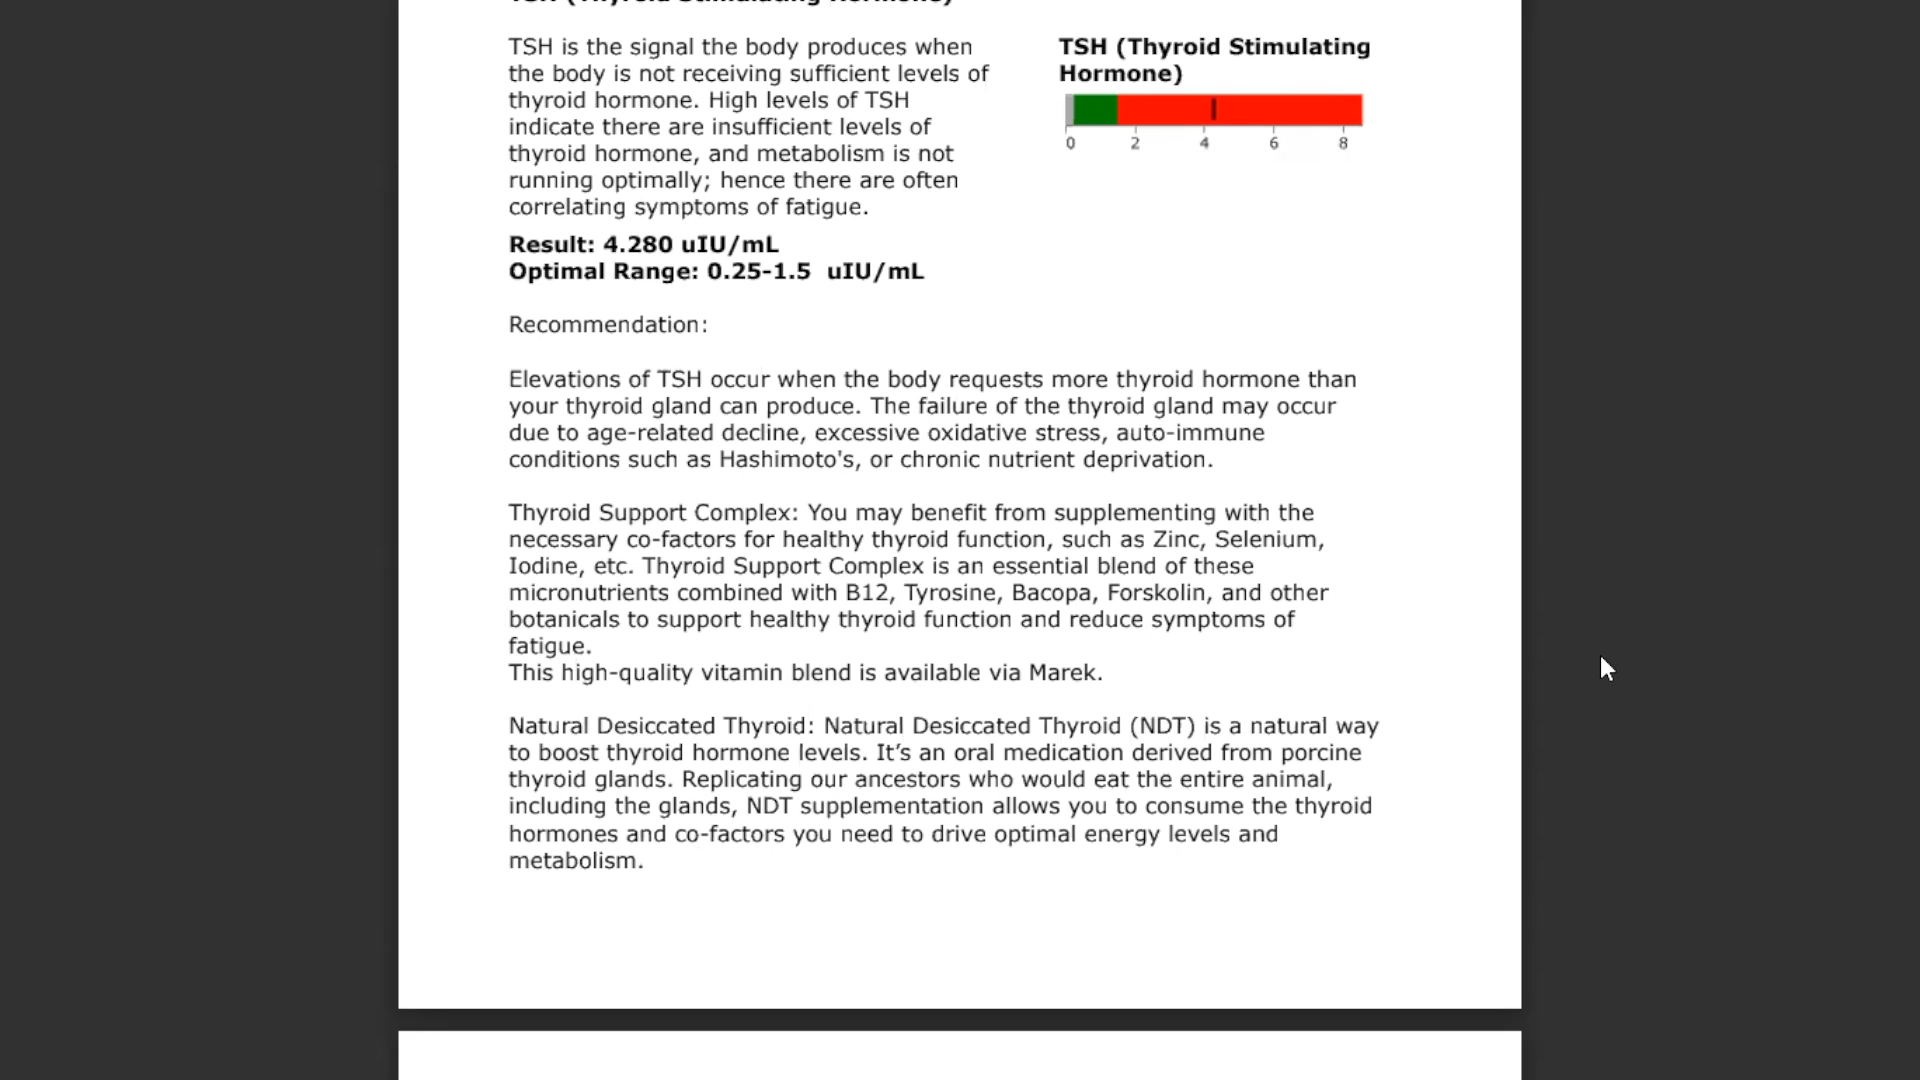 TSH (Thyroid Stimulating Hormone)
TSH is the signal the body produces when
the body is not receiving sufficient levels of
thyroid hormone. High levels of TSH
indicate there are insufficient levels of
thyroid hormone, and metabolism is not
running optimally; hence there are often
correlating symptoms of fatigue.
Result: 4.280 uIU/mL
Optimal Range: 0.25-1.5 uIU/mL
TSH (Thyroid Stimulating
Hormone)
0 2 4 6 8
Recommendation:
Elevations of TSH occur when the body requests more thyroid hormone than
your thyroid gland can produce. The failure of the thyroid gland may occur
due to age-related decline, excessive oxidative stress, auto-immune
conditions such as Hashimoto's, or chronic nutrient deprivation.
Thyroid Support Complex: You may benefit from supplementing with the
necessary co-factors for healthy thyroid function, such as Zinc, Selenium,
Iodine, etc. Thyroid Support Complex is an essential blend of these
micronutrients combined with B12, Tyrosine, Bacopa, Forskolin, and other
botanicals to support healthy thyroid function and reduce symptoms of
fatigue.
This high-quality vitamin blend is available via Marek.
Natural Desiccated Thyroid: Natural Desiccated Thyroid (NDT) is a natural way
to boost thyroid hormone levels. It’s an oral medication derived from porcine
thyroid glands. Replicating our ancestors who would eat the entire animal,
including the glands, NDT supplementation allows you to consume the thyroid
hormones and co-factors you need to drive optimal energy levels and
metabolism.